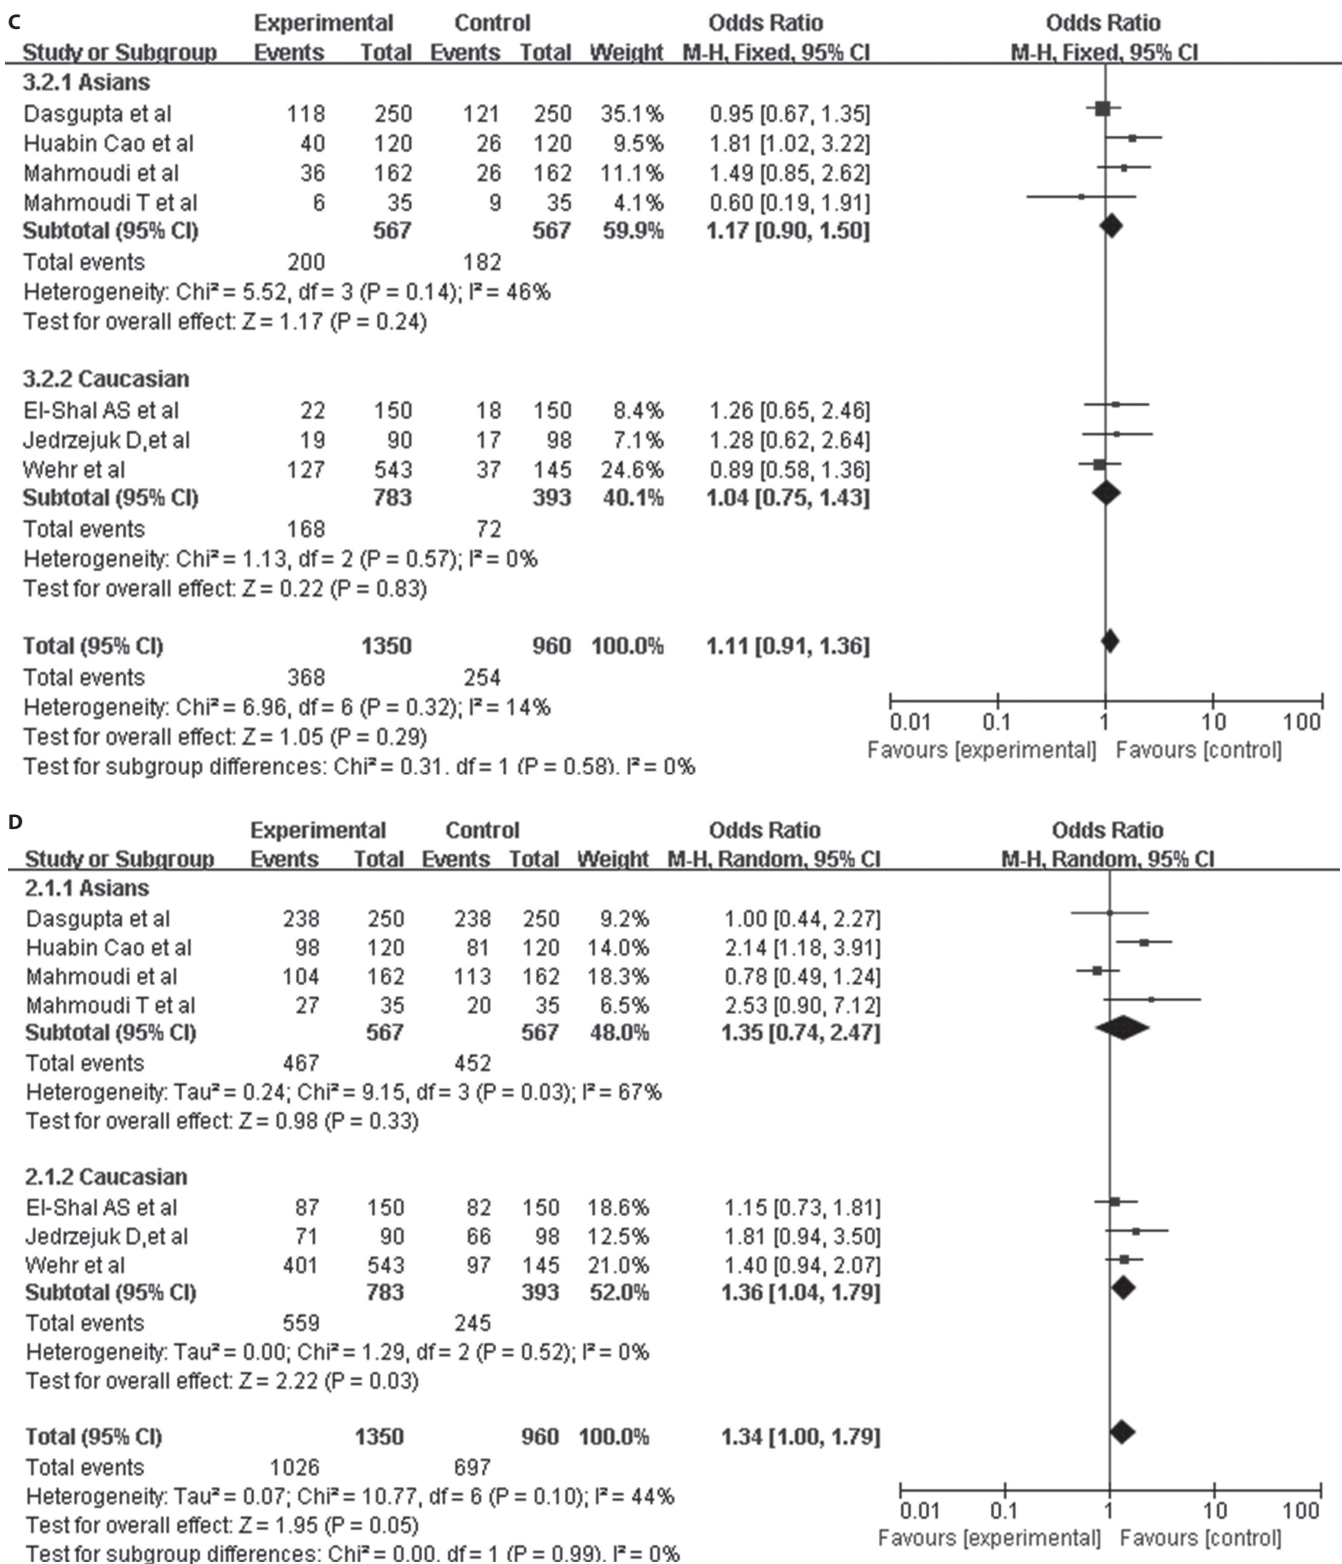 C
Experimental Control Odds Ratio Odds Ratio
Study or Subgroup Events Total Events Total Weight M-H, Fixed, 95% CI M-H, Fixed, 95% CI
3.2.1 Asians
Dasgupta et al 118 250 121 250 35.1% 0.95 [0.67, 1.35]
Huabin Cao et al 40 120 26 120 9.5% 1.81 [1.02, 3.22]
Mahmoudi et al 36 162 26 162 11.1% 1.49 [0.85, 2.62]
Mahmoudi T et al 6 35 9 35 4.1% 0.60 [0.19, 1.91]
Subtotal (95% CI) 567 567 59.9% 1.17 [0.90, 1.50]
Total events 200 182
Heterogeneity: Chi² = 5.52, df = 3 (P = 0.14); I² = 46%
Test for overall effect: Z = 1.17 (P = 0.24)
3.2.2 Caucasian
El-Shal AS et al 22 150 18 150 8.4% 1.26 [0.65, 2.46]
Jedrzejuk D,et al 19 90 17 98 7.1% 1.28 [0.62, 2.64]
Wehr et al 127 543 37 145 24.6% 0.89 [0.58, 1.36]
Subtotal (95% CI) 783 393 40.1% 1.04 [0.75, 1.43]
Total events 168 72
Heterogeneity: Chi² = 1.13, df = 2 (P = 0.57); I² = 0%
Test for overall effect: Z = 0.22 (P = 0.83)
Total (95% CI) 1350 960 100.0% 1.11 [0.91, 1.36]
Total events 368 254
Heterogeneity: Chi² = 6.96, df = 6 (P = 0.32); I² = 14%
Test for overall effect: Z = 1.05 (P = 0.29)
Test for subgroup differences: Chi² = 0.31. df = 1 (P = 0.58). I² = 0%
0.01 0.1 1 10 100
Favours [experimental] Favours [control]
D
Experimental Control Odds Ratio Odds Ratio
Study or Subgroup Events Total Events Total Weight M-H, Random, 95% CI M-H, Random, 95% CI
2.1.1 Asians
Dasgupta et al 238 250 238 250 9.2% 1.00 [0.44, 2.27]
Huabin Cao et al 98 120 81 120 14.0% 2.14 [1.18, 3.91]
Mahmoudi et al 104 162 113 162 18.3% 0.78 [0.49, 1.24]
Mahmoudi T et al 27 35 20 35 6.5% 2.53 [0.90, 7.12]
Subtotal (95% CI) 567 567 48.0% 1.35 [0.74, 2.47]
Total events 467 452
Heterogeneity: Tau² = 0.24; Chi² = 9.15, df = 3 (P = 0.03); I² = 67%
Test for overall effect: Z = 0.98 (P = 0.33)
2.1.2 Caucasian
El-Shal AS et al 87 150 82 150 18.6% 1.15 [0.73, 1.81]
Jedrzejuk D,et al 71 90 66 98 12.5% 1.81 [0.94, 3.50]
Wehr et al 401 543 97 145 21.0% 1.40 [0.94, 2.07]
Subtotal (95% CI) 783 393 52.0% 1.36 [1.04, 1.79]
Total events 559 245
Heterogeneity: Tau² = 0.00; Chi² = 1.29, df = 2 (P = 0.52); I² = 0%
Test for overall effect: Z = 2.22 (P = 0.03)
Total (95% CI) 1350 960 100.0% 1.34 [1.00, 1.79]
Total events 1026 697
Heterogeneity: Tau² = 0.07; Chi² = 10.77, df = 6 (P = 0.10); I² = 44%
Test for overall effect: Z = 1.95 (P = 0.05)
Test for subgroup differences: Chi² = 0.00. df = 1 (P = 0.99). I² = 0%
0.01 0.1 1 10 100
Favours [experimental] Favours [control]